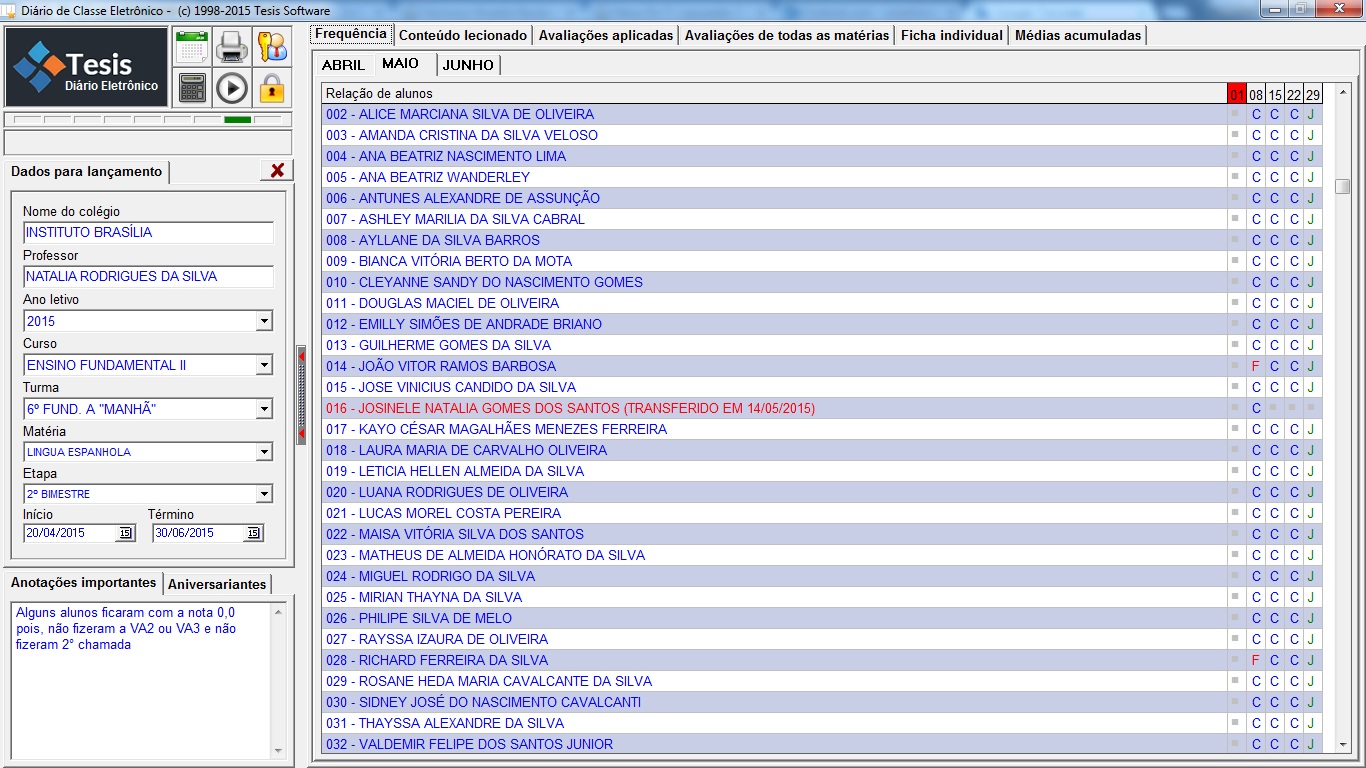 Diário de Classe Eletrônico - (c) 1998-2015 Tesis Software
Tesis
Diário Eletrônico
Dados para lançamento
Nome do colégio
INSTITUTO BRASÍLIA
Professor
NATALIA RODRIGUES DA SILVA
Ano letivo
2015
Curso
ENSINO FUNDAMENTAL II
Turma
6º FUND. A "MANHÃ"
Matéria
LINGUA ESPANHOLA
Etapa
2º BIMESTRE
Início Término
20/04/2015 15 30/06/2015 15
Anotações importantes Aniversariantes
Alguns alunos ficaram com a nota 0,0
pois, não fizeram a VA2 ou VA3 e não
fizeram 2° chamada
Frequência Conteúdo lecionado Avaliações aplicadas Avaliações de todas as matérias Ficha individual Médias acumuladas
ABRIL MAIO JUNHO
Relação de alunos 01 08 15 22 29
002 - ALICE MARCIANA SILVA DE OLIVEIRA C C C J
003 - AMANDA CRISTINA DA SILVA VELOSO C C C J
004 - ANA BEATRIZ NASCIMENTO LIMA C C C J
005 - ANA BEATRIZ WANDERLEY C C C J
006 - ANTUNES ALEXANDRE DE ASSUNÇÃO C C C J
007 - ASHLEY MARILIA DA SILVA CABRAL C C C J
008 - AYLLANE DA SILVA BARROS C C C J
009 - BIANCA VITÓRIA BERTO DA MOTA C C C J
010 - CLEYANNE SANDY DO NASCIMENTO GOMES C C C J
011 - DOUGLAS MACIEL DE OLIVEIRA C C C J
012 - EMILLY SIMÕES DE ANDRADE BRIANO C C C J
013 - GUILHERME GOMES DA SILVA C C C J
014 - JOÃO VITOR RAMOS BARBOSA F C C J
015 - JOSE VINICIUS CANDIDO DA SILVA C C C J
016 - JOSINELE NATALIA GOMES DOS SANTOS (TRANSFERIDO EM 14/05/2015) C
017 - KAYO CÉSAR MAGALHÃES MENEZES FERREIRA C C C J
018 - LAURA MARIA DE CARVALHO OLIVEIRA C C C J
019 - LETICIA HELLEN ALMEIDA DA SILVA C C C J
020 - LUANA RODRIGUES DE OLIVEIRA C C C J
021 - LUCAS MOREL COSTA PEREIRA C C C J
022 - MAISA VITÓRIA SILVA DOS SANTOS C C C J
023 - MATHEUS DE ALMEIDA HONÓRATO DA SILVA C C C J
024 - MIGUEL RODRIGO DA SILVA C C C J
025 - MIRIAN THAYNA DA SILVA C C C J
026 - PHILIPE SILVA DE MELO C C C J
027 - RAYSSA IZAURA DE OLIVEIRA C C C J
028 - RICHARD FERREIRA DA SILVA F C C J
029 - ROSANE HEDA MARIA CAVALCANTE DA SILVA C C C J
030 - SIDNEY JOSÉ DO NASCIMENTO CAVALCANTI C C C J
031 - THAYSSA ALEXANDRE DA SILVA C C C J
032 - VALDEMIR FELIPE DOS SANTOS JUNIOR C C C J